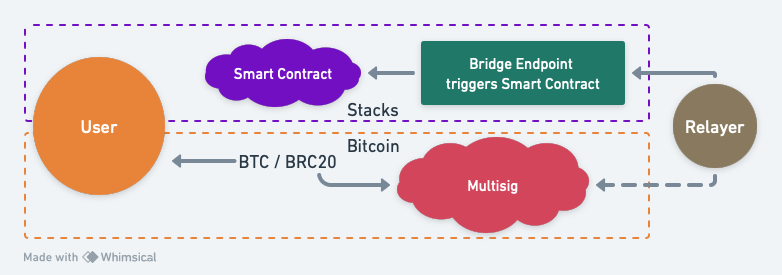 Smart Contract
Bridge Endpoint
triggers Smart Contract
User
Stacks
Relayer
Bitcoin
BTC / BRC20
Multisig
Made with Whimsical